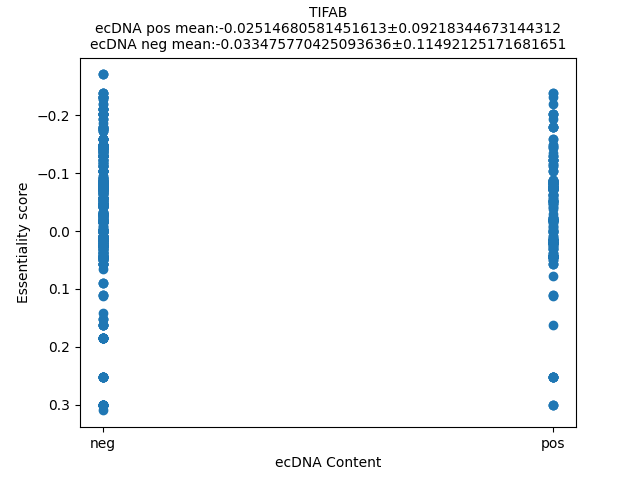 TIFAB
ecDNA pos mean:-0.02514680581451613±0.09218344673144312
ecDNA neg mean:-0.033475770425093636±0.11492125171681651
−0.2
−0.1
0.0
0.1
0.2
0.3
Essentiality score
neg
pos
ecDNA Content